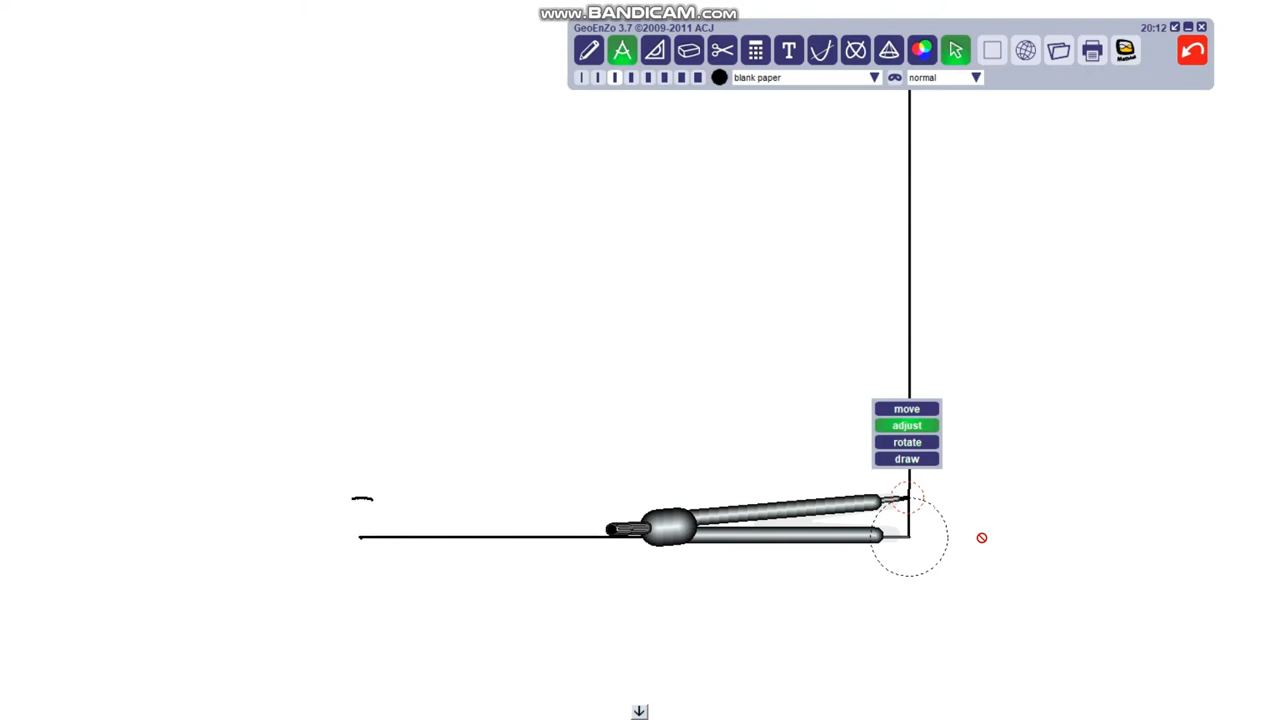 www.BANDICAM.com
GeoEnZo 3.7 ©2009-2011 ACJ 20:12
T
blank paper normal
move
adjust
rotate
draw